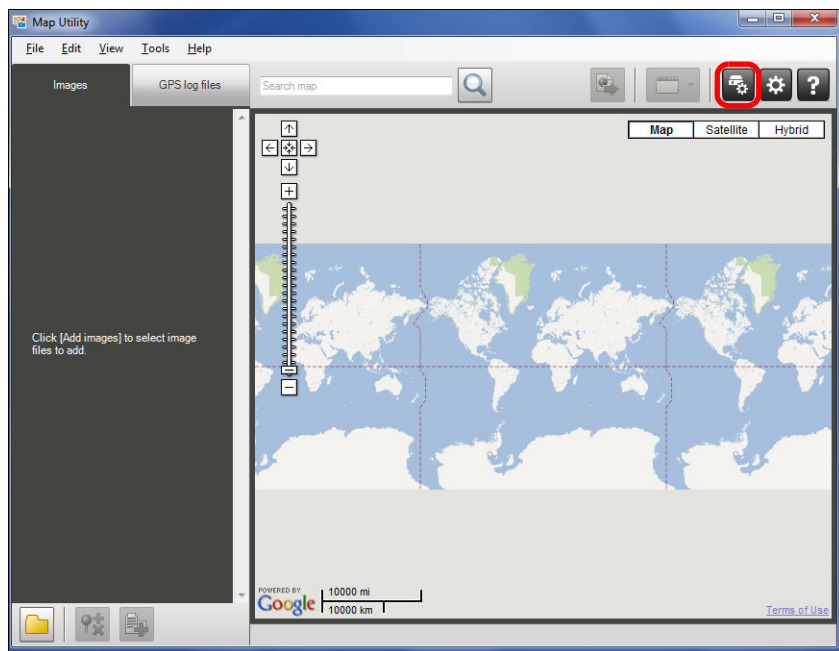 Map Utility
File Edit View Tools Help
Images GPS log files Search map
?
Map Satellite Hybrid
Click [Add images] to select image
files to add.
POWERED BY
Google
10000 mi
10000 km
Terms of Use